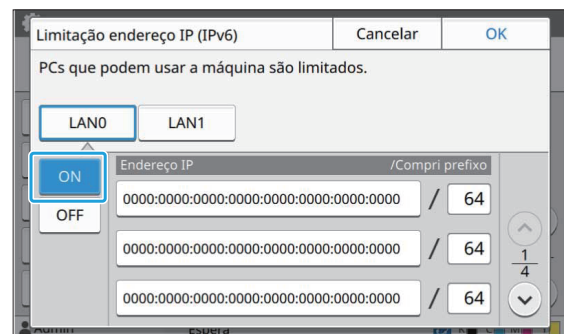 Limitação endereço IP (IPv6) Cancelar OK
PCs que podem usar a máquina são limitados.
LAN0 LAN1
ON Endereço IP /Compri prefixo
0000:0000:0000:0000:0000:0000:0000:0000 / 64
OFF
0000:0000:0000:0000:0000:0000:0000:0000 / 64
1
4
0000:0000:0000:0000:0000:0000:0000:0000 / 64
Admin Espera